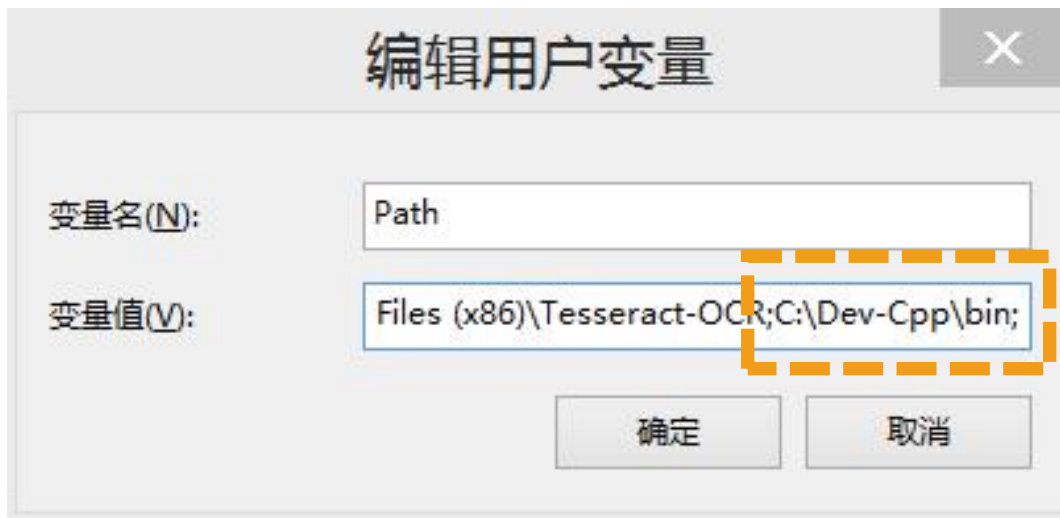 编辑用户变量
变量名(N):
Path
变量值(V):
Files (x86)\Tesseract-OCR;C:\Dev-Cpp\bin;
确定
取消